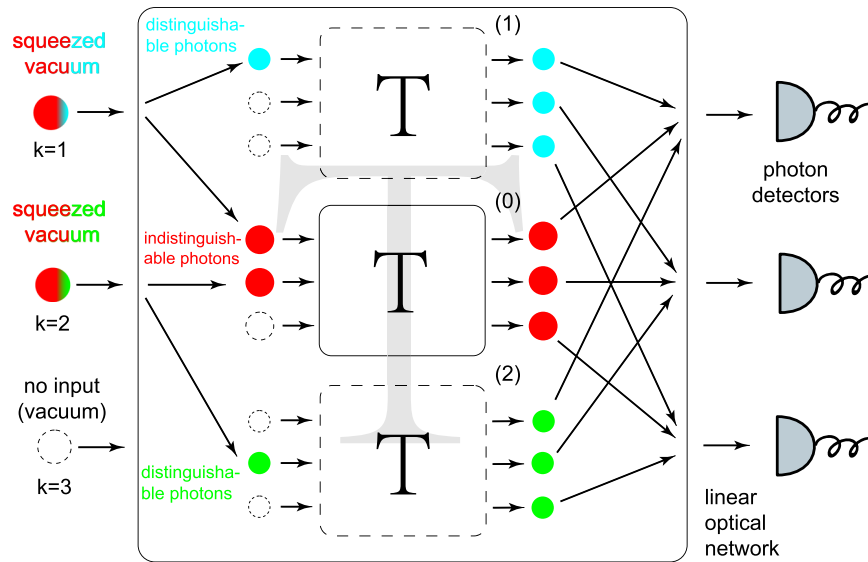 distinguisha-
ble photons
(1)
squeezed
vacuum
T
k=1
photon
detectors
T
squeezed
vacuum
indistinguish-
able photons
(0)
T
k=2
no input
(vacuum)
(2)
T
distinguisha-
ble photons
k=3
linear
optical
network